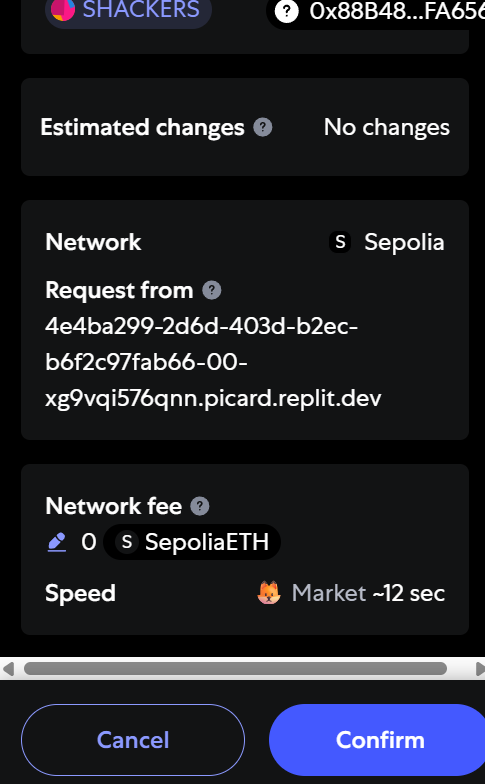 SHACKERS
0x88B48...FA656
Estimated changes ?
No changes
Network
S Sepolia
Request from ?
4e4ba299-2d6d-403d-b2ec-
b6f2c97fab66-00-
xg9vqi576qnn.picard.replit.dev
Network fee ?
0 S SepoliaETH
Speed
Market ~12 sec
Cancel
Confirm